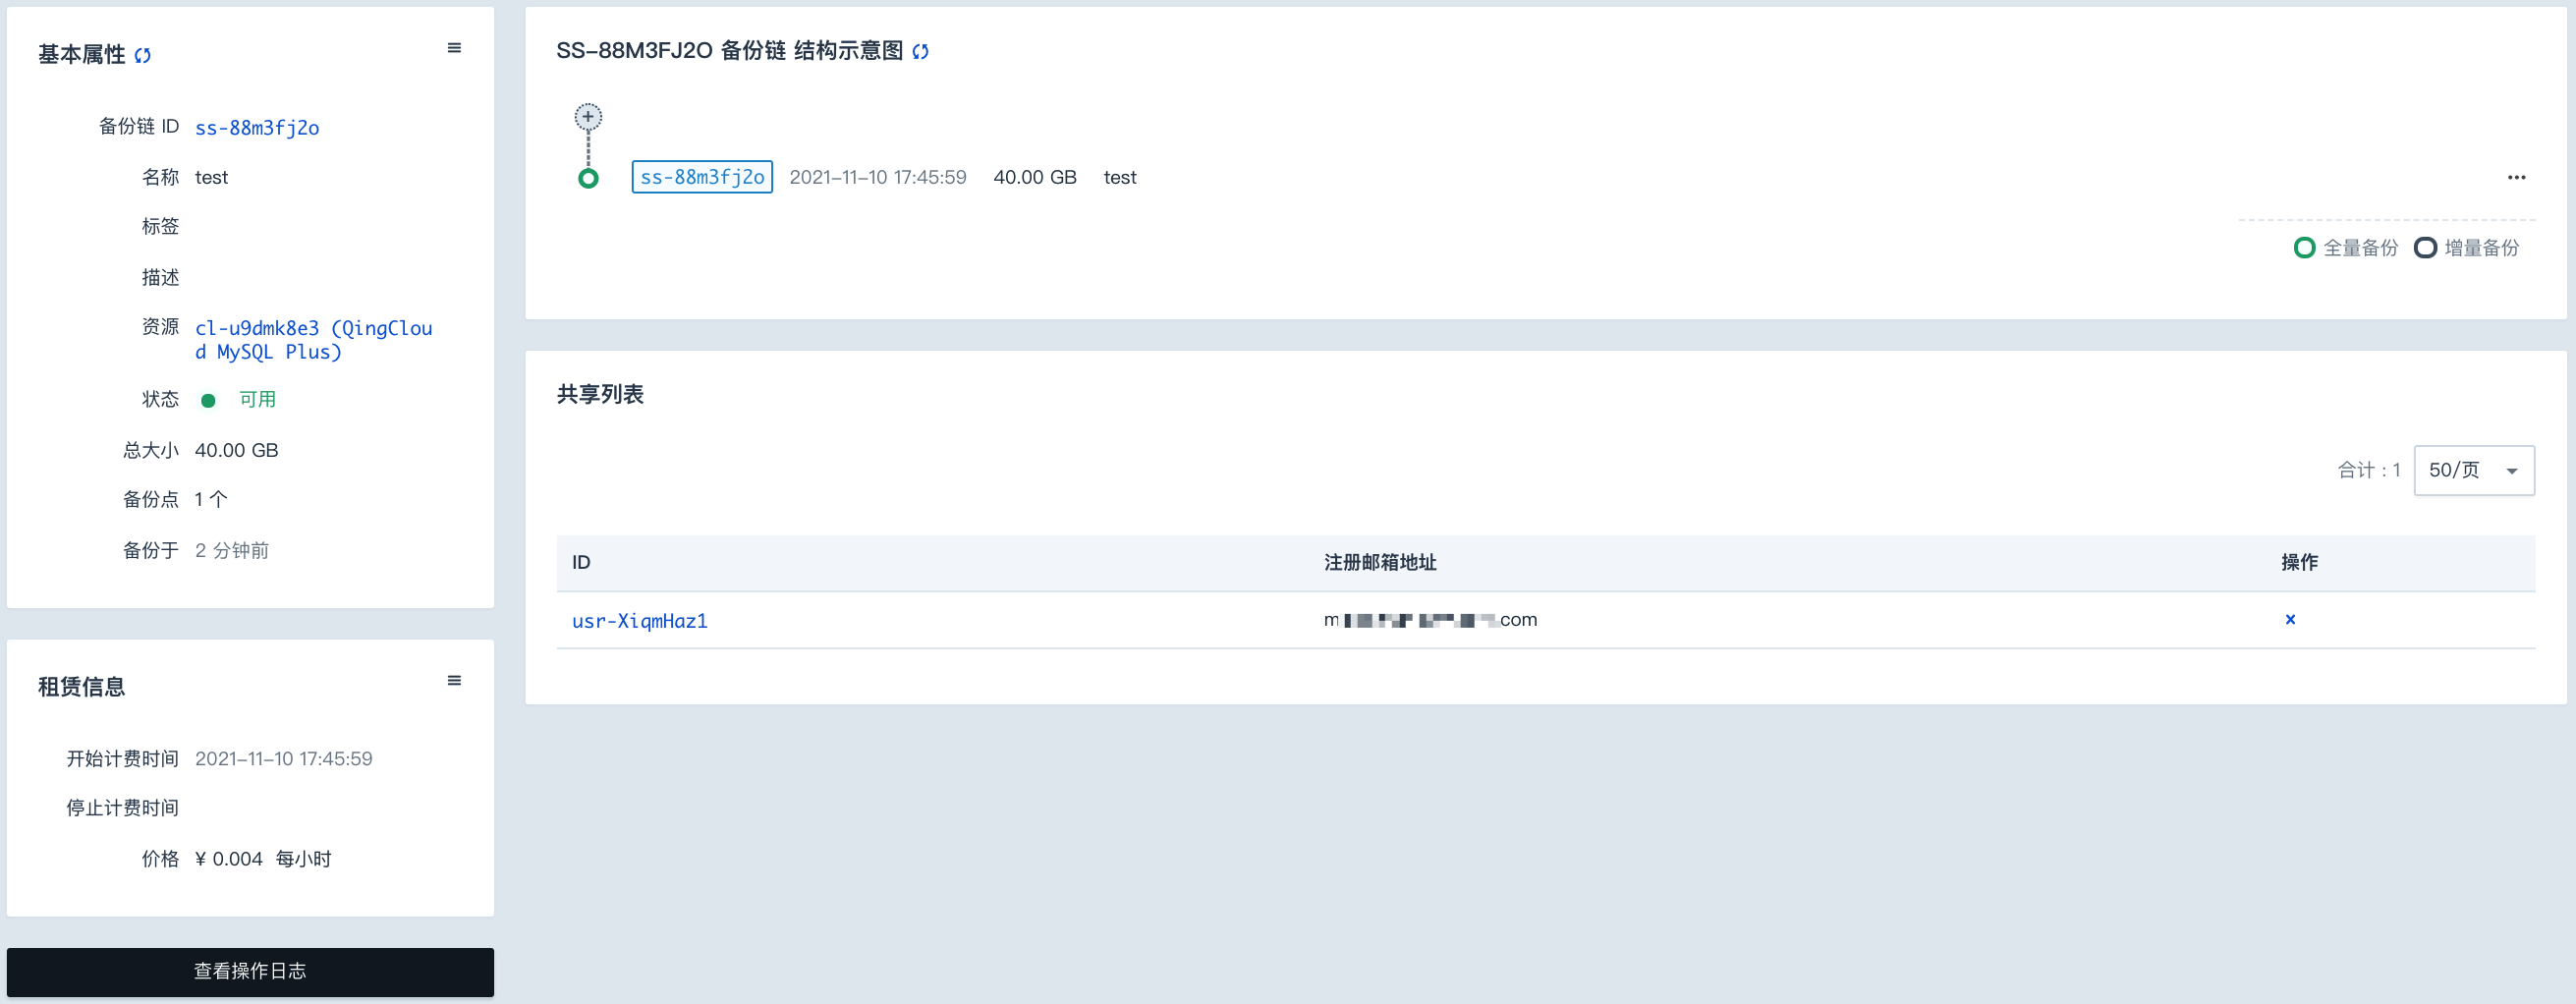 基本属性
备份链 ID ss-88m3fj2o
名称 test
标签
描述
资源 cl-u9dmk8e3 (QingClou
d MySQL Plus)
状态 可用
总大小 40.00 GB
备份点 1 个
备份于 2 分钟前
租赁信息
开始计费时间 2021-11-10 17:45:59
停止计费时间
价格 ¥ 0.004 每小时
查看操作日志
SS-88M3FJ2O 备份链 结构示意图
ss-88m3fj2o 2021-11-10 17:45:59 40.00 GB test
全量备份 增量备份
共享列表
合计 : 1 50/页
ID 注册邮箱地址 操作
usr-XiqmHaz1 m com